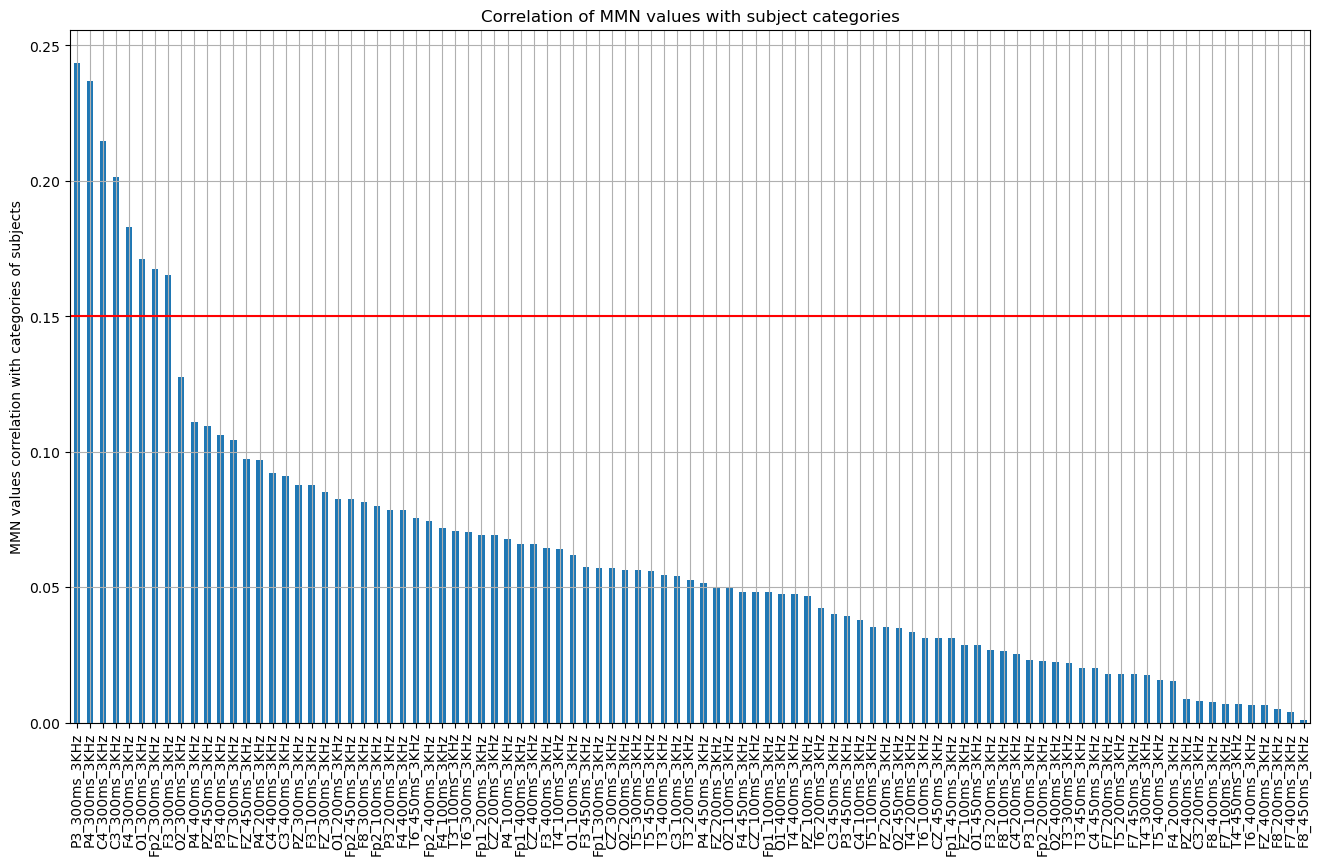 Correlation of MMN values with subject categories
MMN values correlation with categories of subjects
0.25
0.20
0.15
0.10
0.05
0.00
P3_300ms_3KHz
P4_300ms_3KHz
C4_300ms_3KHz
C3_300ms_3KHz
F4_300ms_3KHz
O1_300ms_3KHz
Fp2_300ms_3KHz
F3_300ms_3KHz
O2_300ms_3KHz
P4_400ms_3KHz
PZ_450ms_3KHz
P3_400ms_3KHz
F7_300ms_3KHz
FZ_450ms_3KHz
P4_200ms_3KHz
C4_400ms_3KHz
C3_400ms_3KHz
PZ_300ms_3KHz
F3_100ms_3KHz
FZ_300ms_3KHz
O1_200ms_3KHz
Fp2_450ms_3KHz
F8_300ms_3KHz
Fp2_100ms_3KHz
P3_200ms_3KHz
F4_400ms_3KHz
T6_450ms_3KHz
Fp2_400ms_3KHz
F4_100ms_3KHz
T3_100ms_3KHz
T6_300ms_3KHz
Fp1_200ms_3KHz
CZ_200ms_3KHz
P4_100ms_3KHz
Fp1_400ms_3KHz
CZ_400ms_3KHz
F3_400ms_3KHz
T4_100ms_3KHz
O1_100ms_3KHz
F3_450ms_3KHz
Fp1_300ms_3KHz
CZ_300ms_3KHz
O2_200ms_3KHz
T5_300ms_3KHz
T5_450ms_3KHz
T3_400ms_3KHz
C3_100ms_3KHz
T3_200ms_3KHz
P4_450ms_3KHz
FZ_200ms_3KHz
O2_100ms_3KHz
F4_450ms_3KHz
CZ_100ms_3KHz
Fp1_100ms_3KHz
O1_400ms_3KHz
T4_400ms_3KHz
PZ_100ms_3KHz
T6_200ms_3KHz
C3_450ms_3KHz
P3_450ms_3KHz
C4_100ms_3KHz
T5_100ms_3KHz
PZ_200ms_3KHz
O2_450ms_3KHz
T4_200ms_3KHz
T6_100ms_3KHz
CZ_450ms_3KHz
Fp1_450ms_3KHz
FZ_100ms_3KHz
O1_450ms_3KHz
F3_200ms_3KHz
F8_100ms_3KHz
C4_200ms_3KHz
P3_100ms_3KHz
Fp2_200ms_3KHz
O2_400ms_3KHz
T3_300ms_3KHz
T3_450ms_3KHz
C4_450ms_3KHz
F7_200ms_3KHz
T5_200ms_3KHz
F7_450ms_3KHz
T4_300ms_3KHz
T5_400ms_3KHz
F4_200ms_3KHz
PZ_400ms_3KHz
C3_200ms_3KHz
F8_400ms_3KHz
F7_100ms_3KHz
T4_450ms_3KHz
T6_400ms_3KHz
FZ_400ms_3KHz
F8_200ms_3KHz
F7_400ms_3KHz
F8_450ms_3KHz